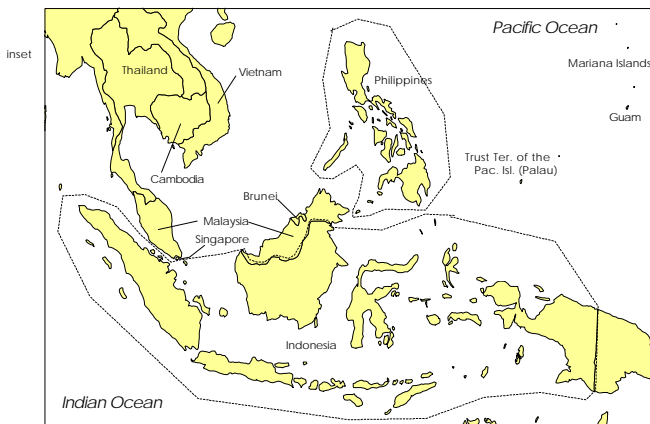 Pacific Ocean
inset
Mariana Islands
Thailand
Vietnam
Philippines
Guam
Trust Ter. of the
Pac. Isl. (Palau)
Cambodia
Brunei
Malaysia
Singapore
Indonesia
Indian Ocean